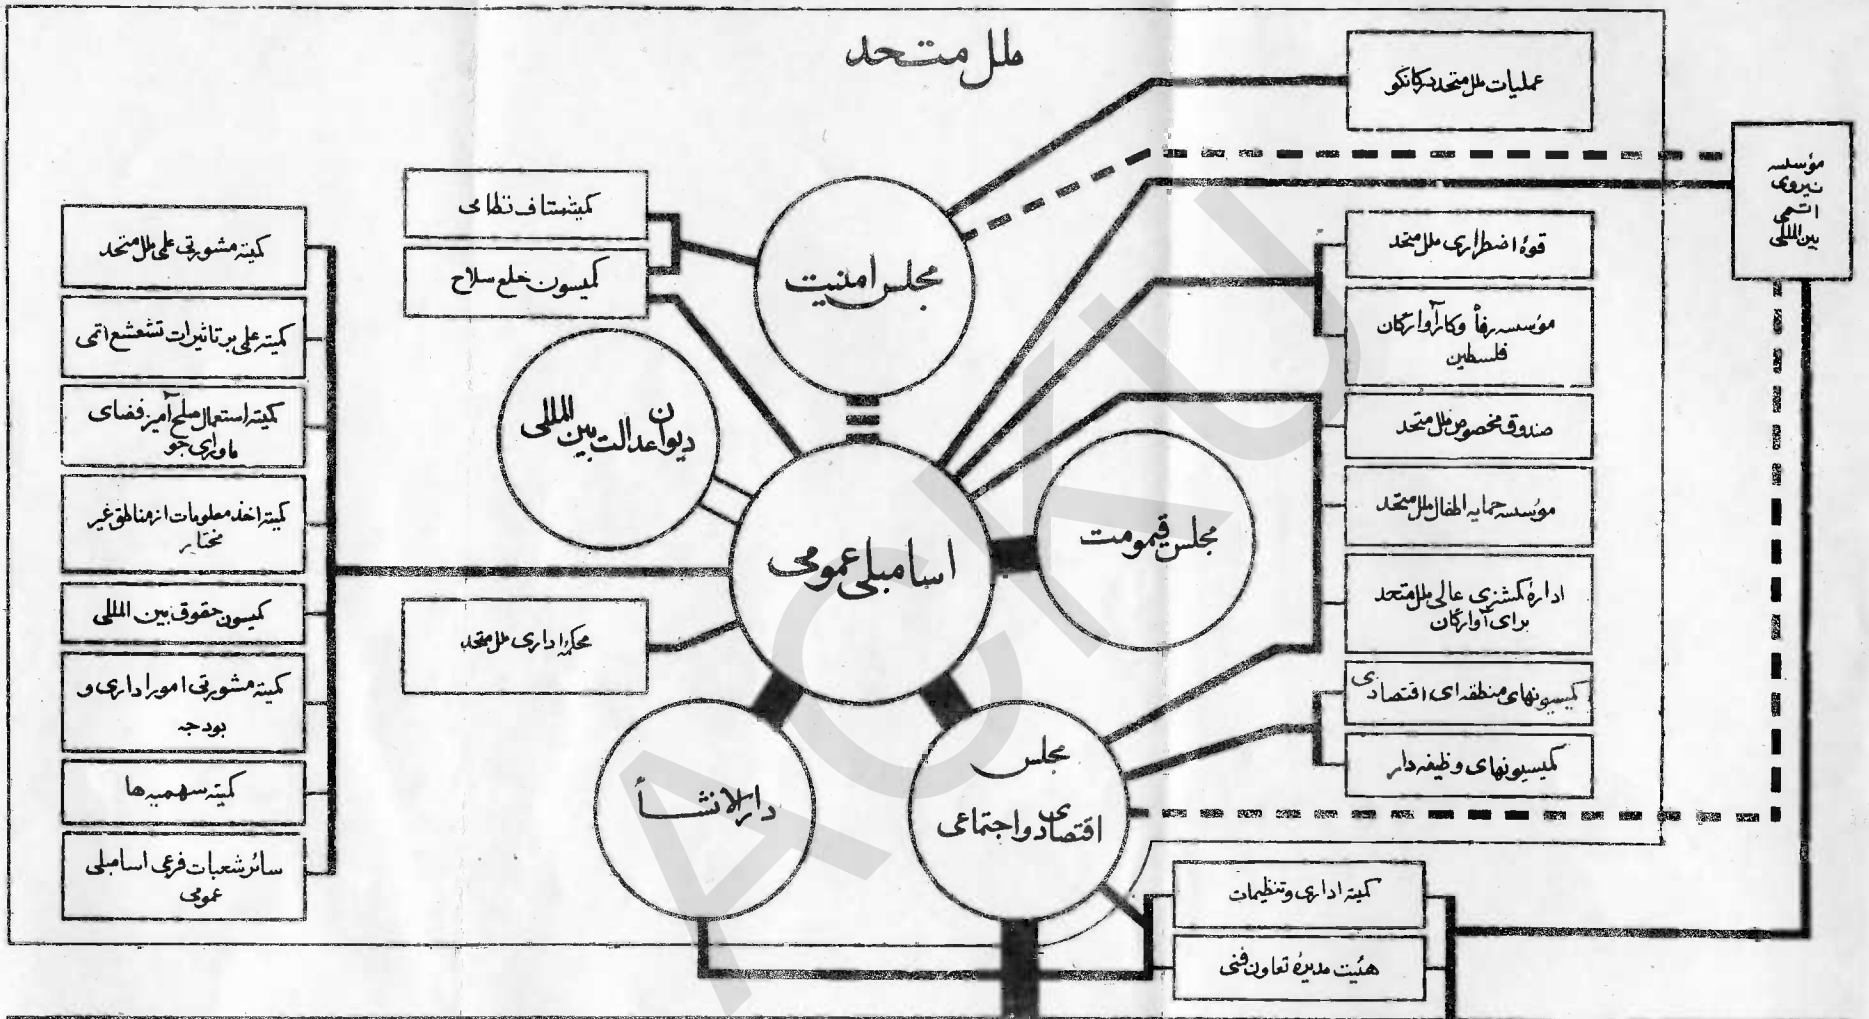 ملل متحد
عملیات ملل متحد در کانگو
مؤسسه
نیروی
اتمی
بین المللی
قوهٔ اضطراری ملل متحد
مؤسسه رفأ و کار آوارگان
فلسطین
صندوق مخصوص ملل متحد
مؤسسه حمایه اطفال ملل متحد
ادارهٔ کمشنری عالی ملل متحد
برای آوارگان
کمیسیونهای منطقه ای اقتصادی
کمیسیونهای وظیفه دار
کمیته ستاف نظامی
کمیسون خلع سلاح
مجلس امنیت
دیوان عدالت بین المللی
مجلس قیمومت
اسامبلی عمومی
محکمهٔ اداری ملل متحد
دارالانشأ
مجلس
اقتصادی و اجتماعی
کمیته اداری و تنظیمات
هئیت مدیرهٔ تعاون فنی
کمیته مشورتی علمی ملل متحد
کمیته علمی بر تاثیرات تشعشع اتمی
کمیته استعمال صلح آمیز فضای
ماورای جو
کمیته اخذ معلومات از مناطق غیر
مختار
کمیسون حقوق بین المللی
کمیته مشورتی امور اداری و
بودجه
کمیته سهمیه ها
سائر شعبات فرعی اسامبلی
عمومی
ACKU